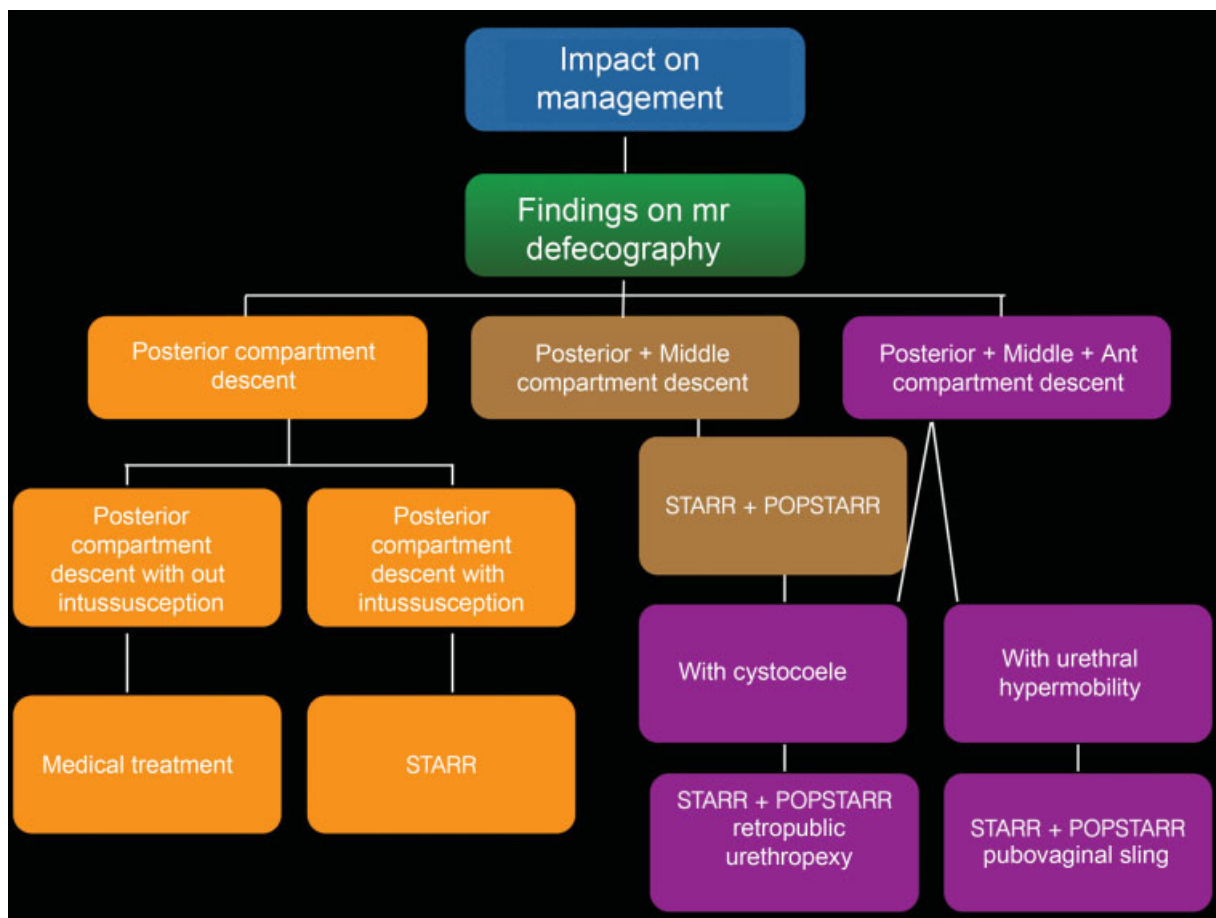 Impact on
management
Findings on mr
defecography
Posterior compartment
descent
Posterior + Middle
compartment descent
Posterior + Middle + Ant
compartment descent
STARR + POPSTARR
Posterior
compartment
descent with out
intussusception
Posterior
compartment
descent with
intussusception
With cystocoele
With urethral
hypermobility
Medical treatment
STARR
STARR + POPSTARR
retropublic
urethropexy
STARR + POPSTARR
pubovaginal sling